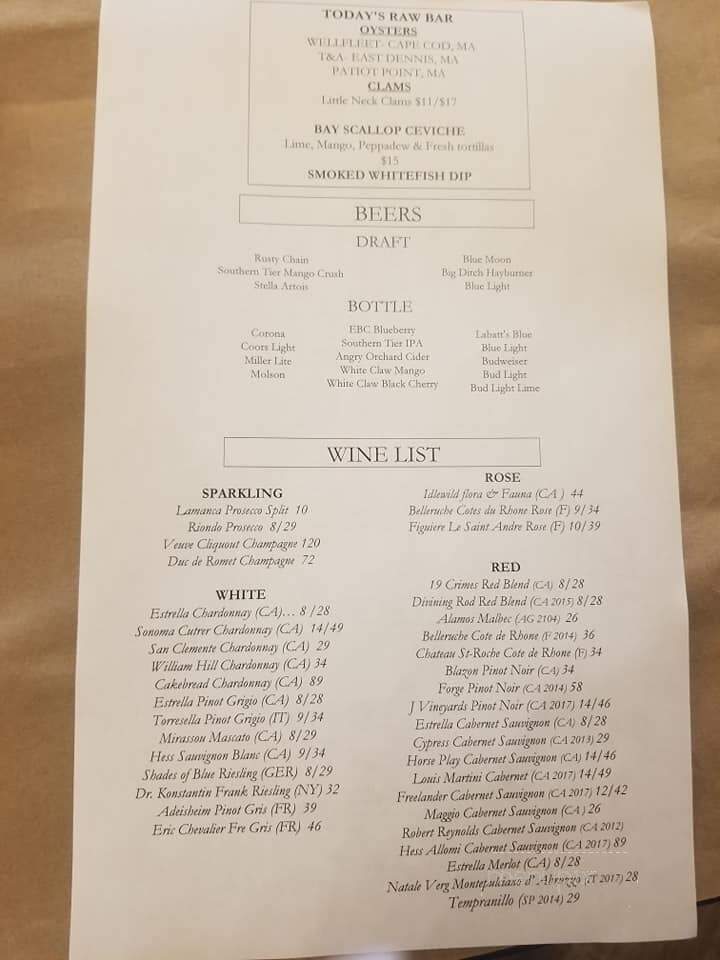 TODAY'S RAW BAR
OYSTERS
WELLFLEET- CAPE COD, MA
T&A- EAST DENNIS, MA
PATIOT POINT, MA
CLAMS
Little Neck Clams $11/$17
BAY SCALLOP CEVICHE
Lime, Mango, Peppadew & Fresh tortillas
$15
SMOKED WHITEFISH DIP
BEERS
DRAFT
Rusty Chain
Southern Tier Mango Crush
Stella Artois
Blue Moon
Big Ditch Hayburner
Blue Light
BOTTLE
Corona
Coors Light
Miller Lite
Molson
EBC Blueberry
Southern Tier IPA
Angry Orchard Cider
White Claw Mango
White Claw Black Cherry
Labatt's Blue
Blue Light
Budweiser
Bud Light
Bud Light Lime
WINE LIST
SPARKLING
Lamanca Prosecco Split 10
Riondo Prosecco 8/29
Veuve Cliquout Champagne 120
Duc de Romet Champagne 72
WHITE
Estrella Chardonnay (CA)… 8 /28
Sonoma Cutrer Chardonnay (CA) 14/49
San Clemente Chardonnay (CA) 29
William Hill Chardonnay (CA) 34
Cakebread Chardonnay (CA) 89
Estrella Pinot Grigio (CA) 8/28
Torresella Pinot Grigio (IT) 9/34
Mirassou Mascato (CA) 8/29
Hess Sauvignon Blanc (CA) 9/34
Shades of Blue Riesling (GER) 8/29
Dr. Konstantin Frank Riesling (NY) 32
Adeisheim Pinot Gris (FR) 39
Eric Chevalier Fre Gris (FR) 46
ROSE
Idlewild flora & Fauna (CA ) 44
Belleruche Cotes du Rhone Rose (F) 9/34
Figuiere Le Saint Andre Rose (F) 10/39
RED
19 Crimes Red Blend (CA) 8/28
Divining Rod Red Blend (CA 2015) 8/28
Alamos Malbec (AG 2104) 26
Belleruche Cote de Rhone (F 2014) 36
Chateau St-Roche Cote de Rhone (F) 34
Blazon Pinot Noir (CA) 34
Forge Pinot Noir (CA 2014) 58
J Vineyards Pinot Noir (CA 2017) 14/46
Estrella Cabernet Sauvignon (CA) 8/28
Cypress Cabernet Sauvignon (CA 2013) 29
Horse Play Cabernet Sauvignon (CA) 14/46
Louis Martini Cabernet (CA 2017) 14/49
Freelander Cabernet Sauvignon (CA 2017) 12/42
Maggio Cabernet Sauvignon (CA ) 26
Robert Reynolds Cabernet Sauvignon (CA 2012)
Hess Allomi Cabernet Sauvignon (CA 2017) 89
Estrella Merlot (CA) 8/28
Natale Verg Montepulciano d' Abruzzo (IT 2017) 28
Tempranillo (SP 2014) 29